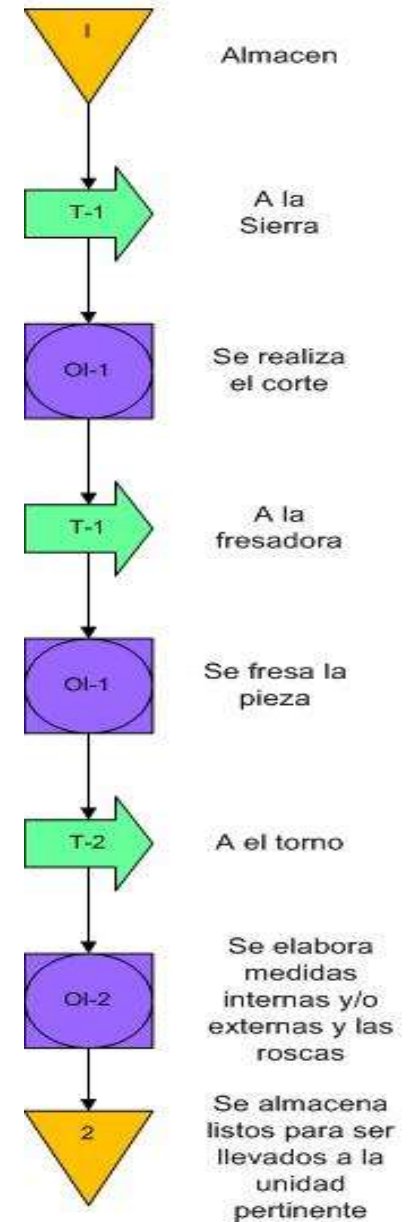 I
Almacen
T-1
A la
Sierra
OI-1
Se realiza
el corte
T-1
A la
fresadora
OI-1
Se fresa la
pieza
T-2
A el torno
OI-2
Se elabora
medidas
internas y/o
externas y las
roscas
2
Se almacena
listos para ser
llevados a la
unidad
pertinente